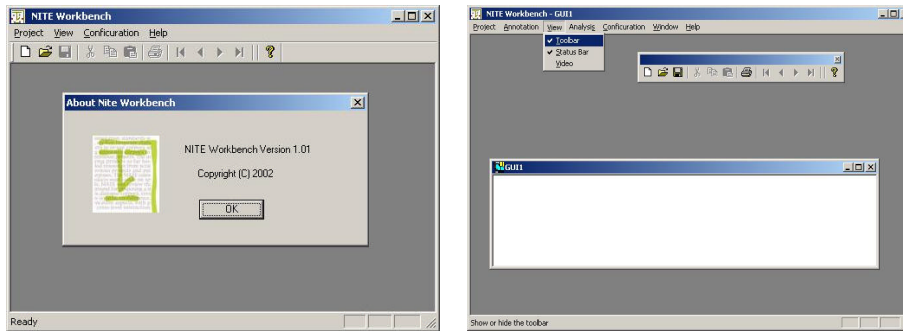 NITE Workbench
Project View Conficuration Help
About Nite Workbench
NITE Workbench Version 1.01
Copyright (C) 2002
OK
Ready
NITE Workbench - GUI1
Project Annotation View Analysis Conficuration Window Help
Toolbar
Status Bar
Video
GUI1
Show or hide the toolbar